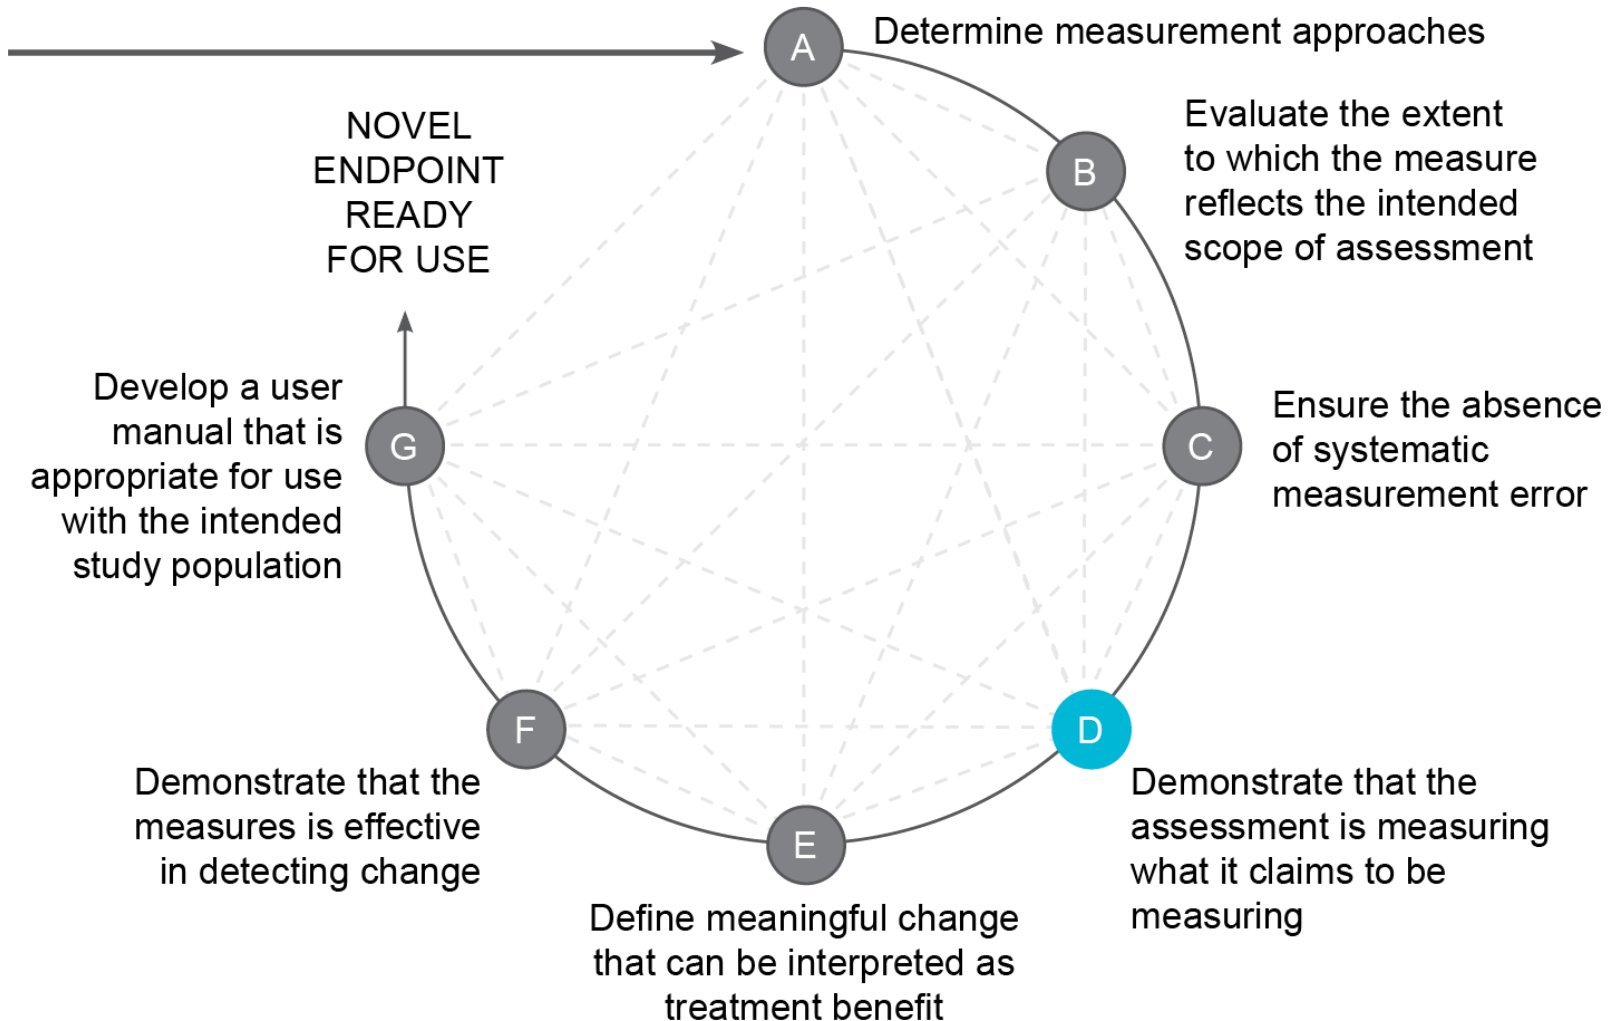 A
Determine measurement approaches
B
Evaluate the extent
to which the measure
reflects the intended
scope of assessment
C
Ensure the absence
of systematic
measurement error
D
Demonstrate that the
assessment is measuring
what it claims to be
measuring
E
Define meaningful change
that can be interpreted as
treatment benefit
F
Demonstrate that the
measures is effective
in detecting change
G
Develop a user
manual that is
appropriate for use
with the intended
study population
NOVEL
ENDPOINT
READY
FOR USE